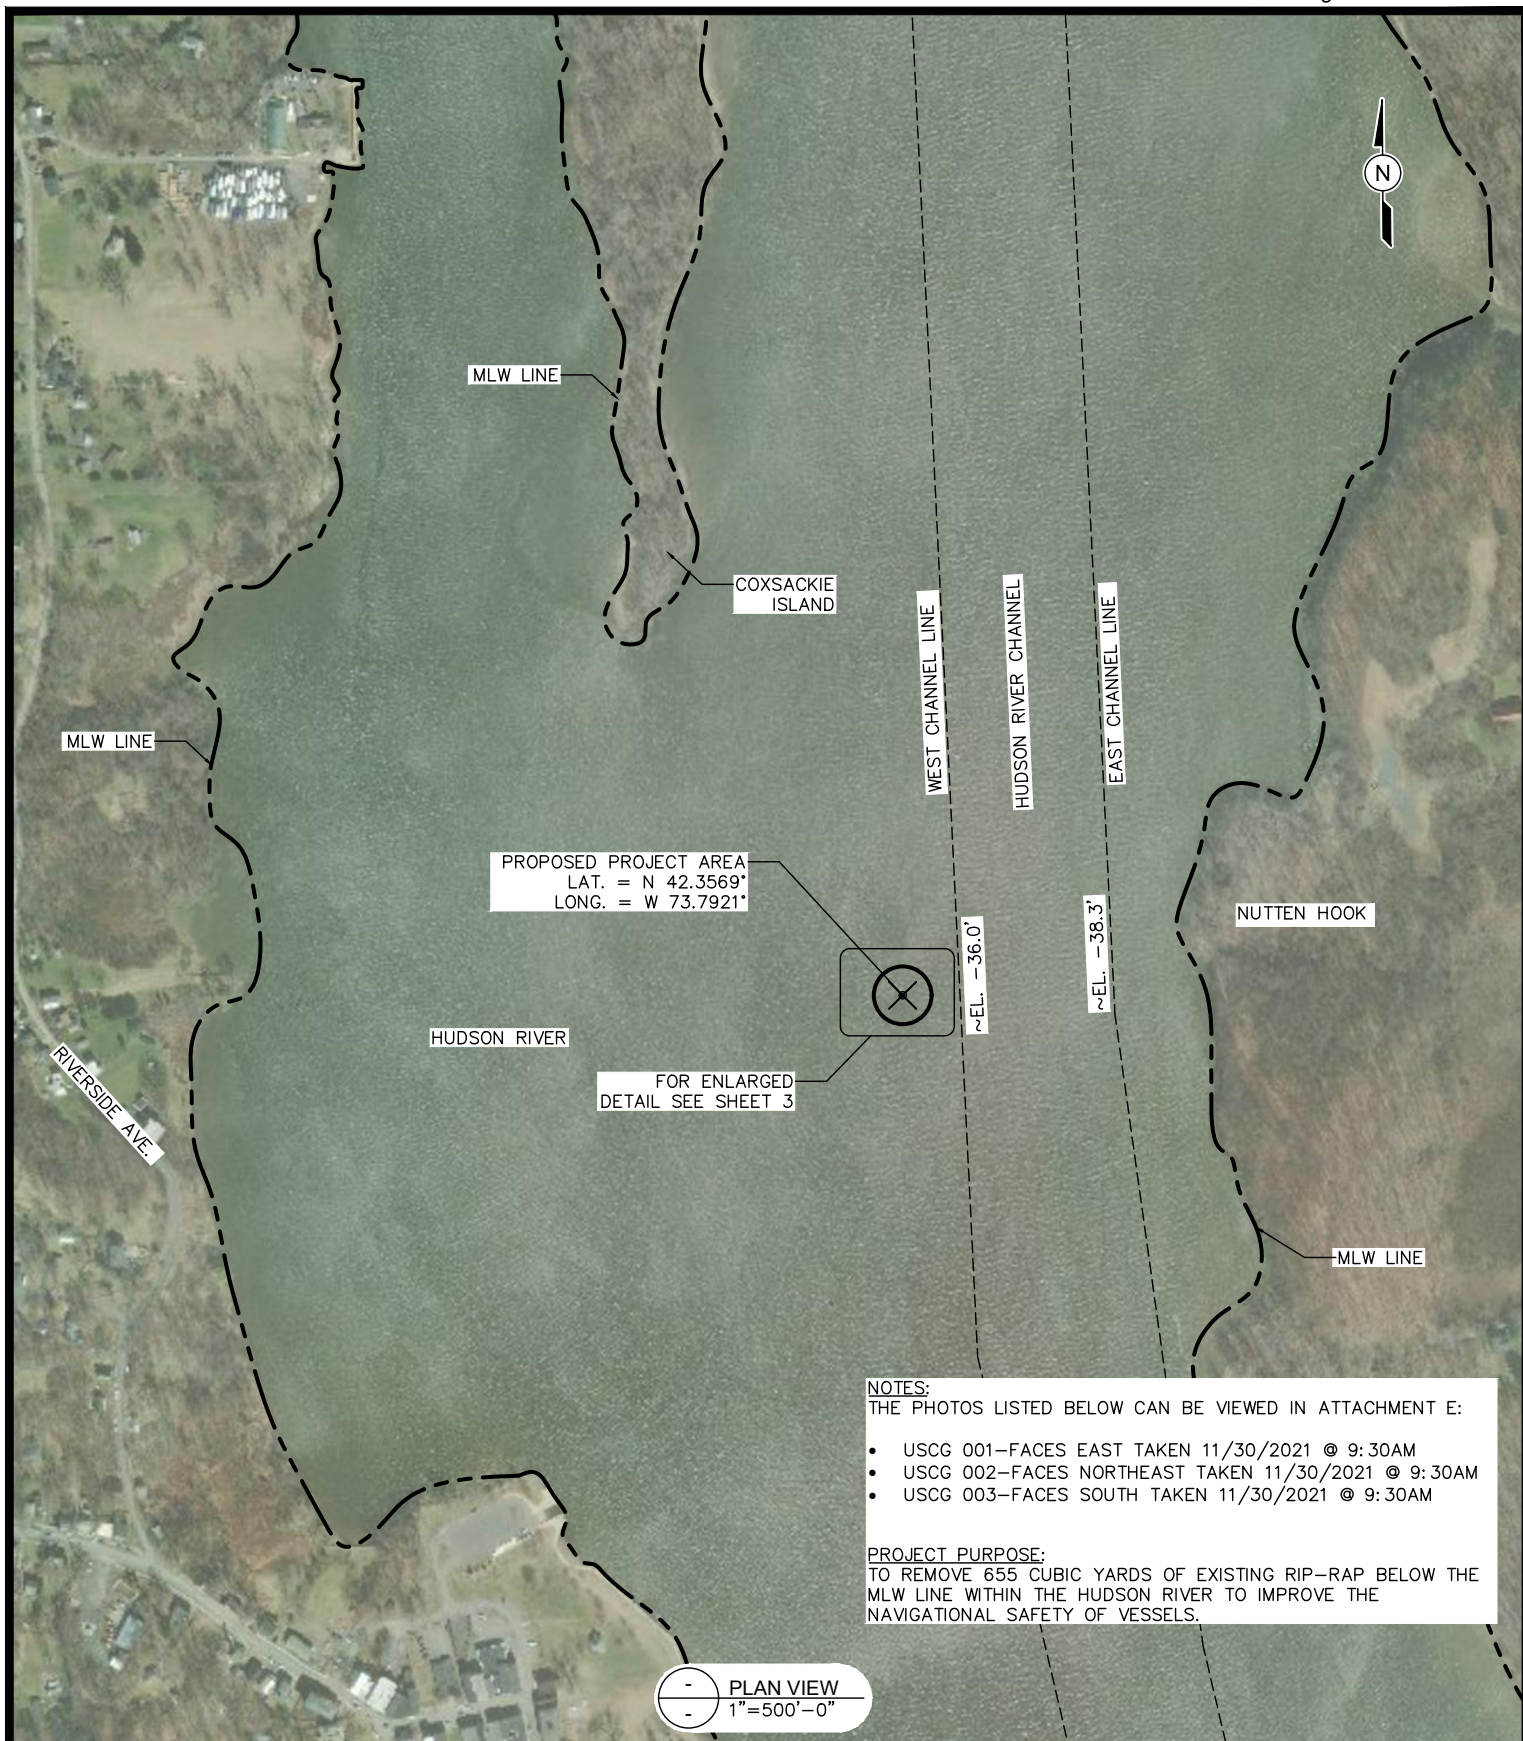 N
MLW LINE
COXSACKIE
ISLAND
WEST CHANNEL LINE
HUDSON RIVER CHANNEL
EAST CHANNEL LINE
MLW LINE
PROPOSED PROJECT AREA
LAT. = N 42.3569°
LONG. = W 73.7921°
~EL. -36.0'
~EL. -38.3'
NUTTEN HOOK
HUDSON RIVER
RIVERSIDE AVE.
FOR ENLARGED
DETAIL SEE SHEET 3
MLW LINE
NOTES:
THE PHOTOS LISTED BELOW CAN BE VIEWED IN ATTACHMENT E:
• USCG 001-FACES EAST TAKEN 11/30/2021 @ 9:30AM
• USCG 002-FACES NORTHEAST TAKEN 11/30/2021 @ 9:30AM
• USCG 003-FACES SOUTH TAKEN 11/30/2021 @ 9:30AM
PROJECT PURPOSE:
TO REMOVE 655 CUBIC YARDS OF EXISTING RIP-RAP BELOW THE
MLW LINE WITHIN THE HUDSON RIVER TO IMPROVE THE
NAVIGATIONAL SAFETY OF VESSELS.
-
-
PLAN VIEW
1"=500'-0"